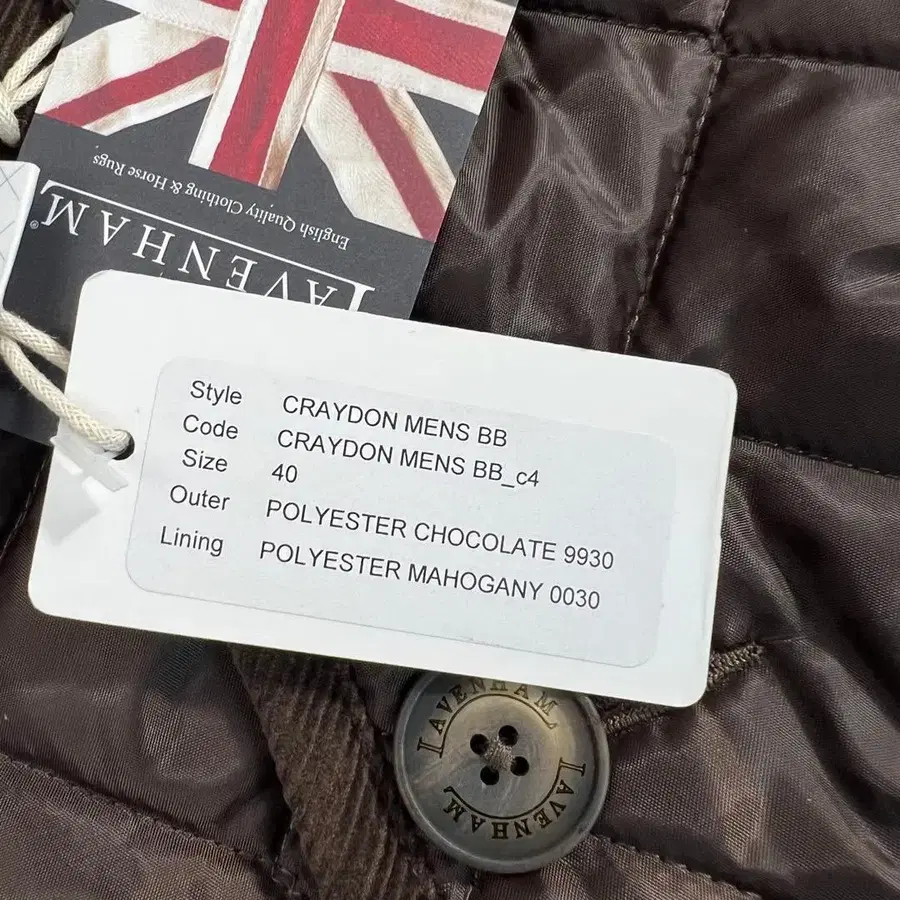 English Quality Clothing & Horse Rugs
LAVENHAM®
Style CRAYDON MENS BB
Code CRAYDON MENS BB_c4
Size 40
Outer POLYESTER CHOCOLATE 9930
Lining POLYESTER MAHOGANY 0030
LAVENHAM
LAVENHAM